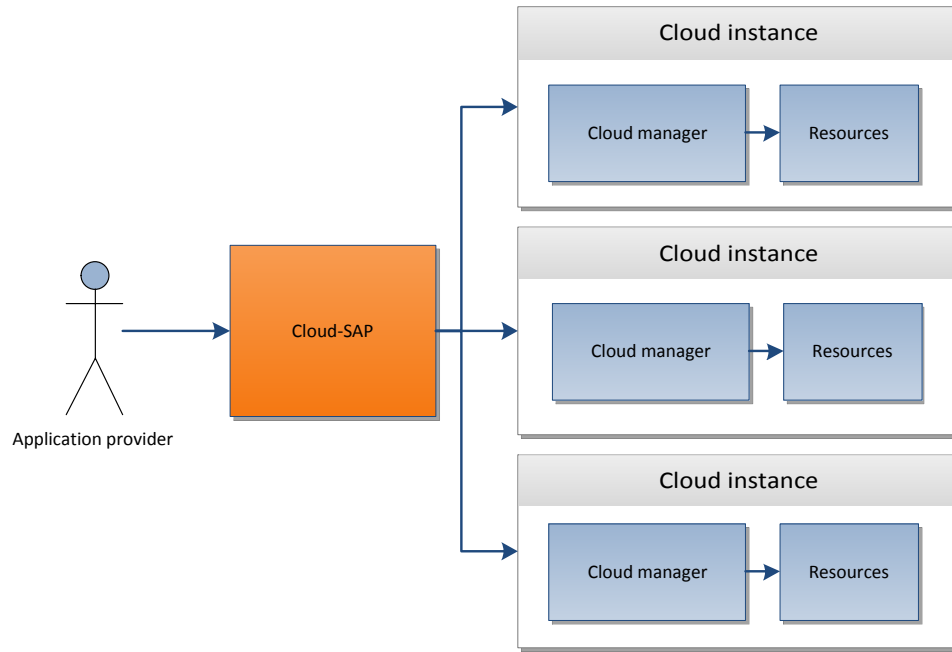 Cloud instance
Cloud manager
Resources
Cloud instance
Cloud-SAP
Cloud manager
Resources
Application provider
Cloud instance
Cloud manager
Resources